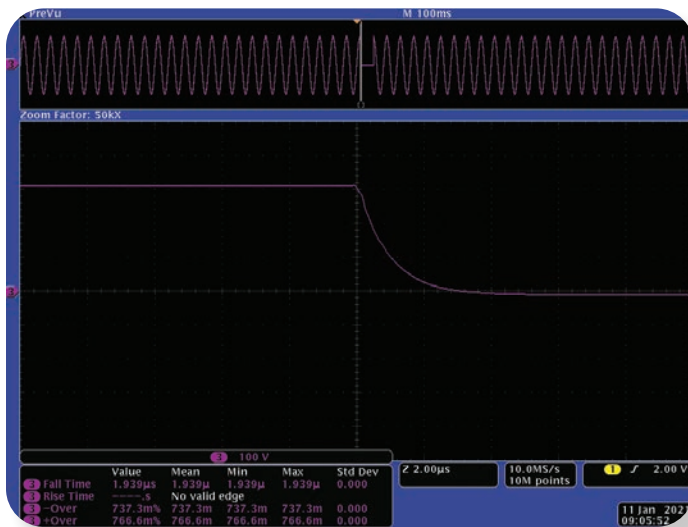 PreVu M 100ms
3
Zoom Factor: 50kX
3
3 100 V
Value Mean Min Max Std Dev
3 Fall Time 1.939µs 1.939µ 1.939µ 1.939µ 0.000
3 Rise Time ----.s No valid edge
3 -Over 737.3m% 737.3m 737.3m 737.3m 0.000
3 +Over 766.6m% 766.6m 766.6m 766.6m 0.000
Z 2.00µs
10.0MS/s
10M points
1 2.00 V
11 Jan 202
09:05:52